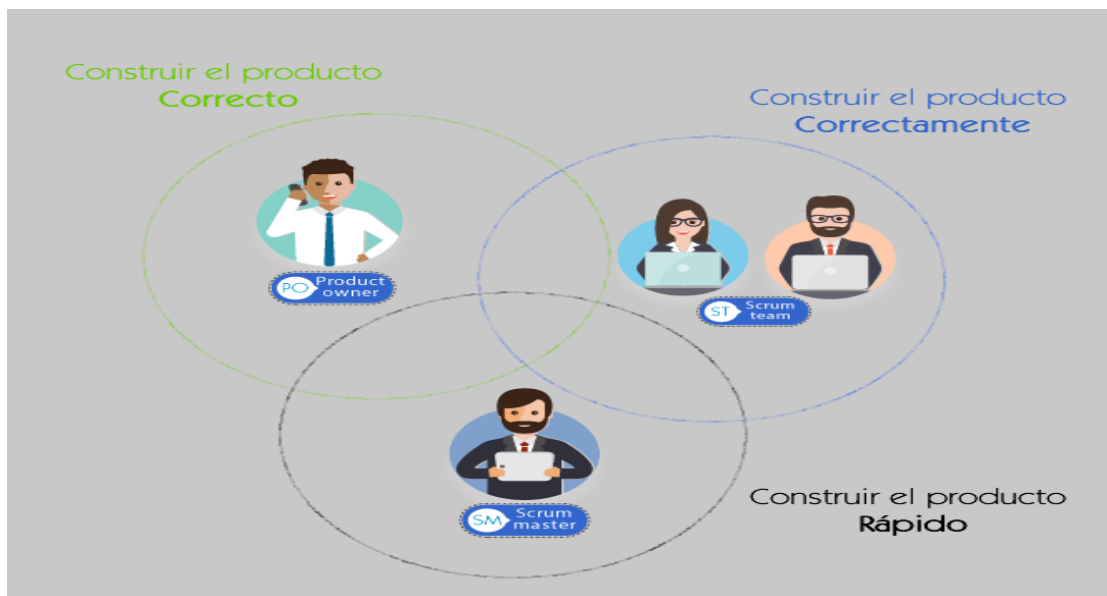 Construir el producto
Correcto
Construir el producto
Correctamente
PO
Product
owner
ST
Scrum
team
SM
Scrum
master
Construir el producto
Rápido